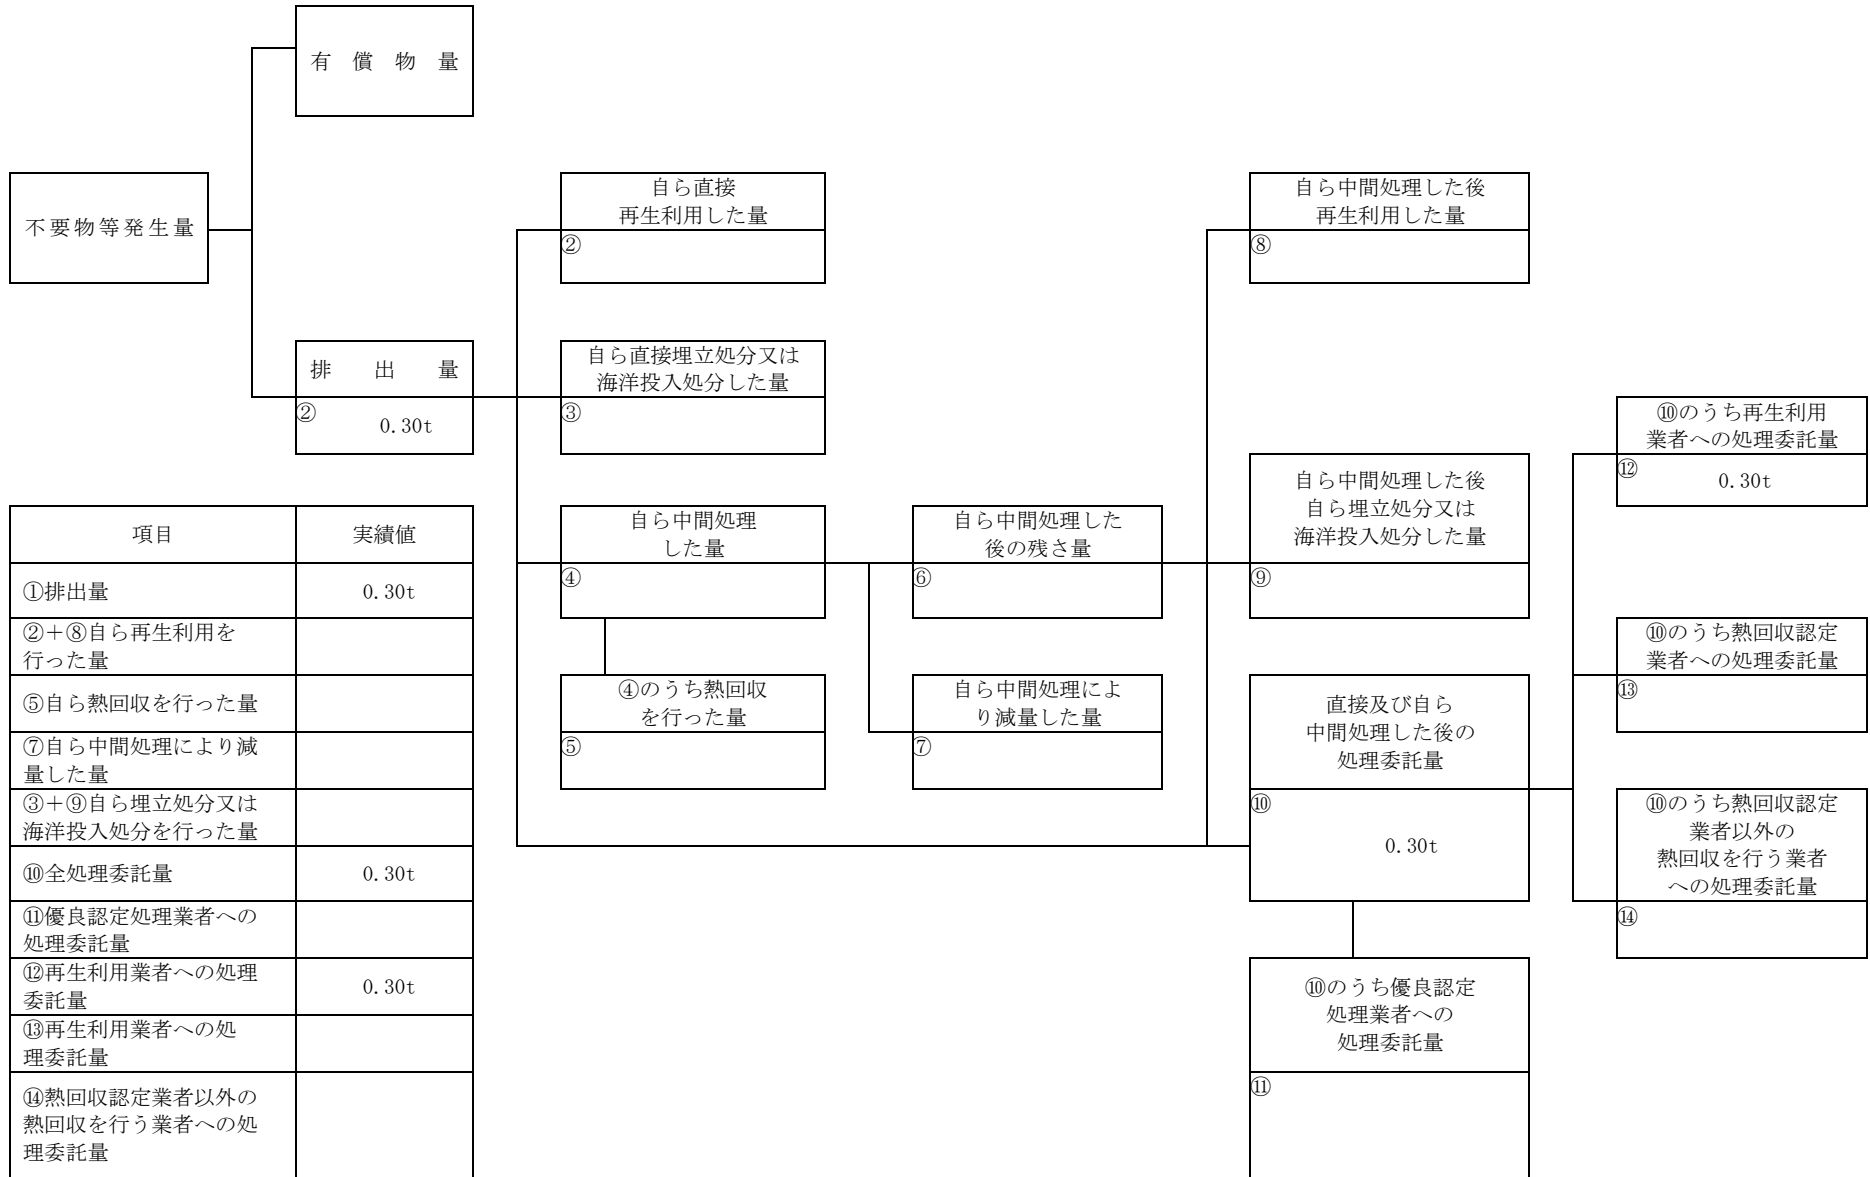 有償物量
不要物等発生量
排出量
②
0.30t
自ら直接
再生利用した量
②
自ら直接埋立処分又は
海洋投入処分した量
③
自ら中間処理
した量
④
④のうち熱回収
を行った量
⑤
自ら中間処理した
後の残さ量
⑥
自ら中間処理によ
り減量した量
⑦
自ら中間処理した後
再生利用した量
⑧
自ら中間処理した後
自ら埋立処分又は
海洋投入処分した量
⑨
直接及び自ら
中間処理した後の
処理委託量
⑩
0.30t
⑩のうち優良認定
処理業者への
処理委託量
⑪
⑩のうち再生利用
業者への処理委託量
⑫
0.30t
⑩のうち熱回収認定
業者への処理委託量
⑬
⑩のうち熱回収認定
業者以外の
熱回収を行う業者
への処理委託量
⑭
項目 実績値
①排出量 0.30t
②+⑧自ら再生利用を
行った量
⑤自ら熱回収を行った量
⑦自ら中間処理により減
量した量
③+⑨自ら埋立処分又は
海洋投入処分を行った量
⑩全処理委託量 0.30t
⑪優良認定処理業者への
処理委託量
⑫再生利用業者への処理
委託量 0.30t
⑬再生利用業者への処
理委託量
⑭熱回収認定業者以外の
熱回収を行う業者への処
理委託量